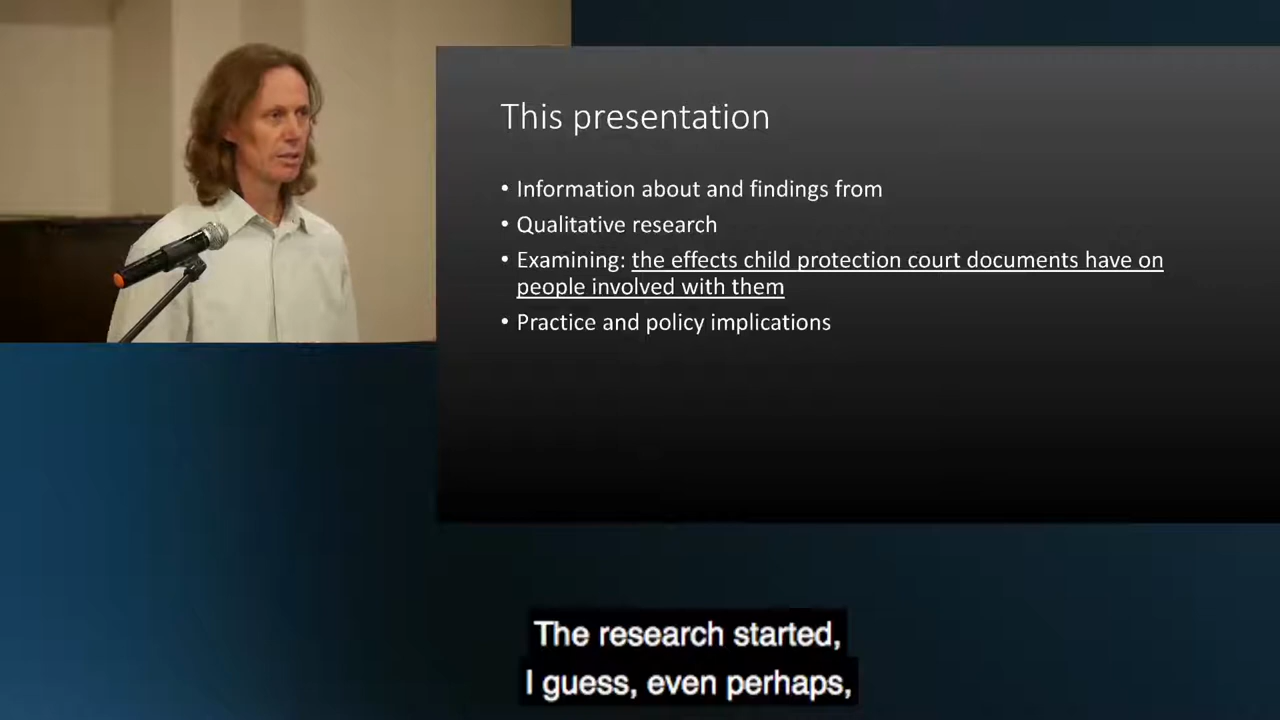 This presentation
• Information about and findings from
• Qualitative research
• Examining: the effects child protection court documents have on
people involved with them
• Practice and policy implications
The research started,
I guess, even perhaps,